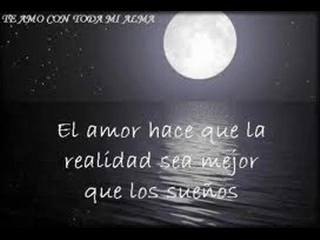 TE AMO CON TODA MI ALMA
El amor hace que la
realidad sea mejor
que los sueños